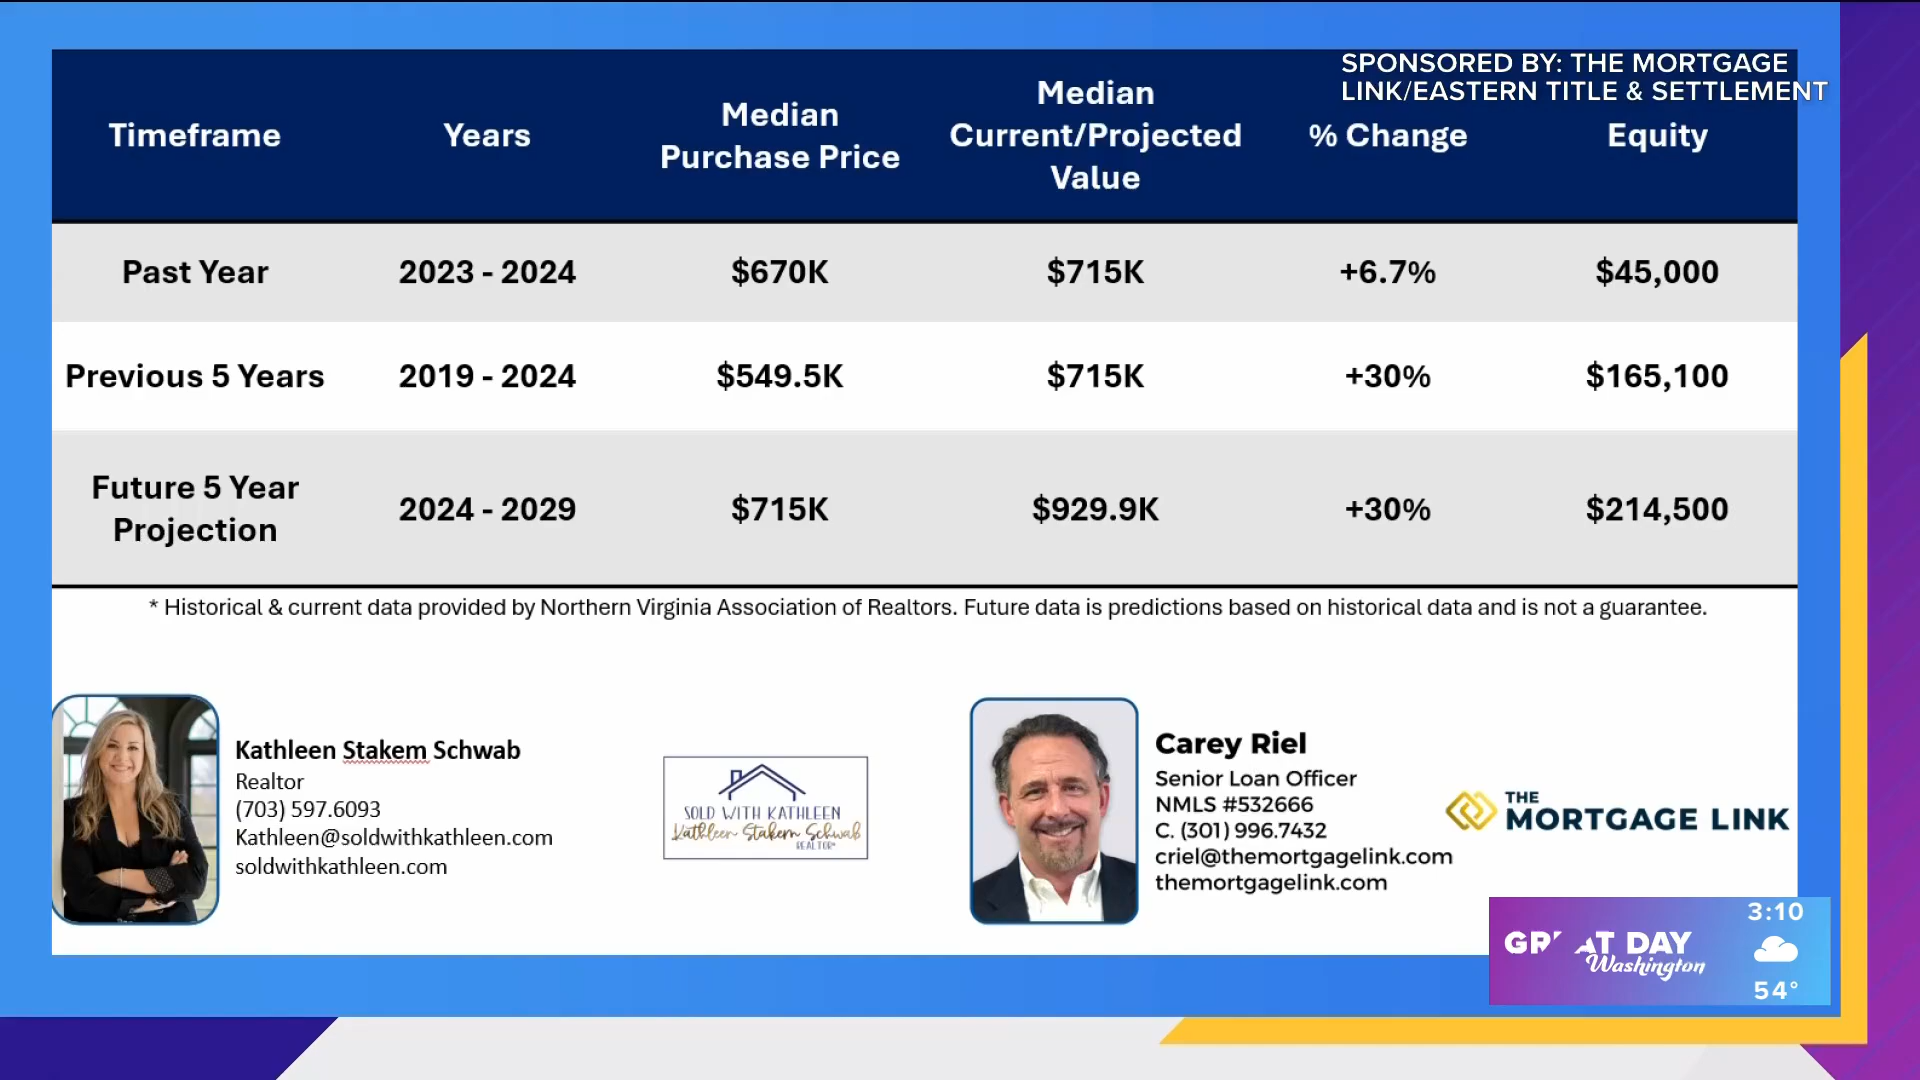 SPONSORED BY: THE MORTGAGE
LINK/EASTERN TITLE & SETTLEMENT
Timeframe
Years
Median
Purchase Price
Median
Current/Projected
Value
% Change
Equity
Past Year 2023 - 2024 $670K $715K +6.7% $45,000
Previous 5 Years 2019 - 2024 $549.5K $715K +30% $165,100
Future 5 Year
Projection
2024 - 2029 $715K $929.9K +30% $214,500
* Historical & current data provided by Northern Virginia Association of Realtors. Future data is predictions based on historical data and is not a guarantee.
Kathleen Stakem Schwab
Realtor
(703) 597.6093
Kathleen@soldwithkathleen.com
soldwithkathleen.com
SOLD WITH KATHLEEN
Kathleen Stakem Schwab
REALTOR®
Carey Riel
Senior Loan Officer
NMLS #532666
C. (301) 996.7432
criel@themortgagelink.com
themortgagelink.com
THE
MORTGAGE LINK
DAY
Washington
3:10
54°